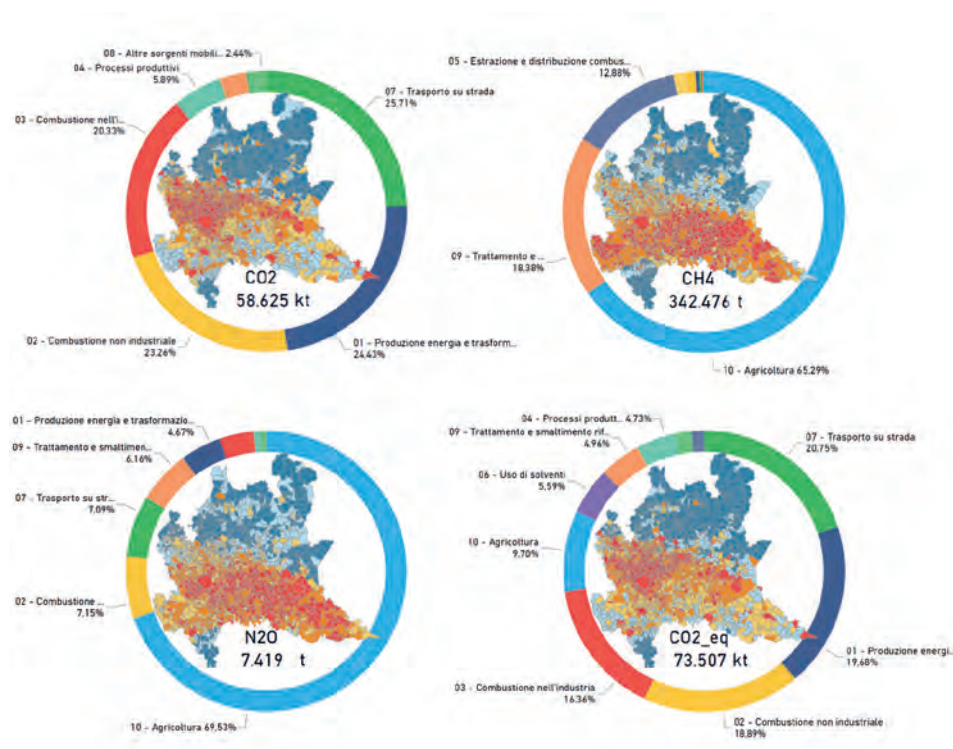 08 - Altre sorgenti mobili... 2.44%
04 - Processi produttivi
5.89%
07 - Trasporto su strada
25.71%
03 - Combustione nell'i...
20.33%
CO2
58.625 kt
02 - Combustione non industriale
23.26%
01 - Produzione energia e trasform...
24.43%
05 - Estrazione e distribuzione combus...
12.88%
09 - Trattamento e ...
18.38%
CH4
342.476 t
10 - Agricoltura 65.29%
01 - Produzione energia e trasformazio...
4.67%
09 - Trattamento e smaltimen...
6.16%
07 - Trasporto su str...
7.09%
02 - Combustione ...
7.15%
N2O
7.419 t
10 - Agricoltura 69,53%
04 - Processi produtt... 4.73%
09 - Trattamento e smaltimento rif...
4.96%
07 - Trasporto su strada
20.75%
06 - Uso di solventi
5.59%
10 - Agricoltura
9.70%
CO2_eq
73.507 kt
01 - Produzione energi...
19.68%
03 - Combustione nell'industria
16.36%
02 - Combustione non industriale
18.89%